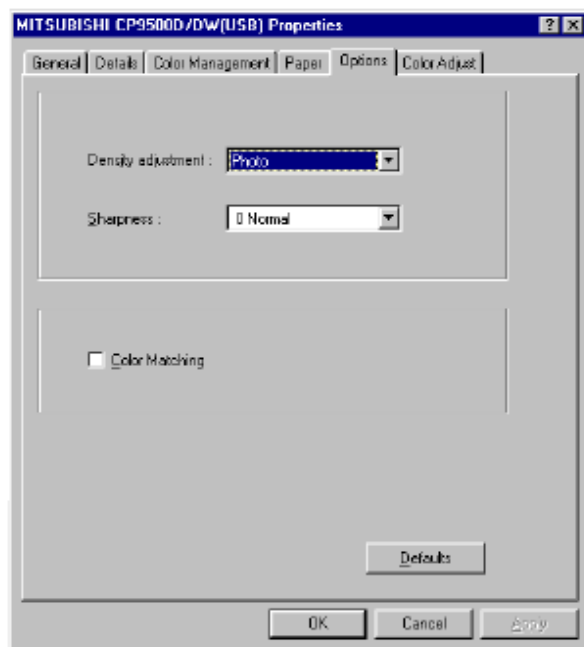 MITSUBISHI CP9500D/DW(USB) Properties
General Details Color Management Paper Options Color Adjust
Density adjustment : Photo
Sharpness : 0 Normal
Color Matching
Defaults
OK Cancel Apply